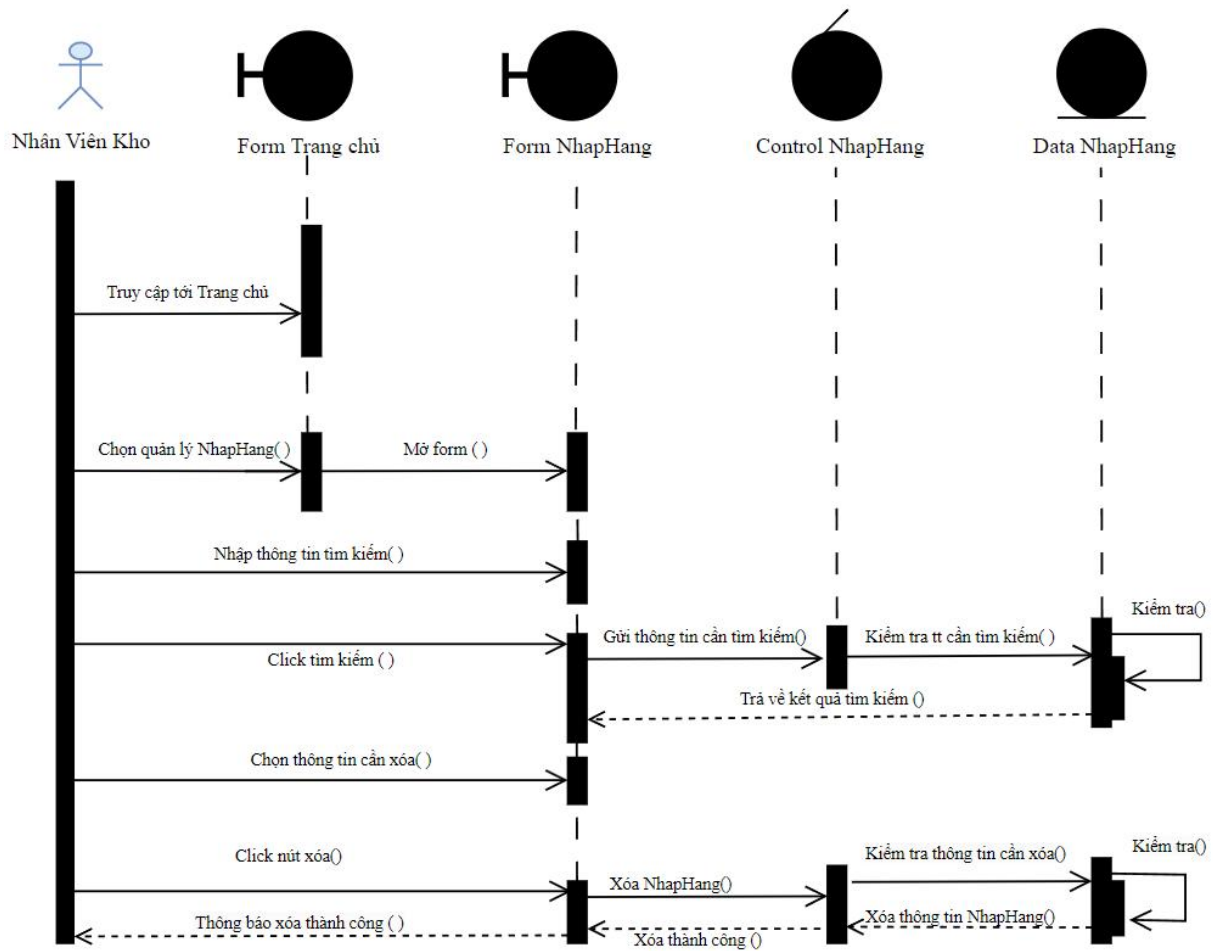 Nhân Viên Kho
Form Trang chủ
Form NhapHang
Control NhapHang
Data NhapHang
Truy cập tới Trang chủ
Chọn quản lý NhapHang( )
Mở form ( )
Nhập thông tin tìm kiếm( )
Kiểm tra()
Gửi thông tin cần tìm kiếm()
Kiểm tra tt cần tìm kiếm( )
Click tìm kiếm ( )
Trả về kết quả tìm kiếm ()
Chọn thông tin cần xóa( )
Click nút xóa()
Kiểm tra thông tin cần xóa()
Kiểm tra()
Xóa NhapHang()
Thông báo xóa thành công ( )
Xóa thông tin NhapHang()
Xóa thành công ()